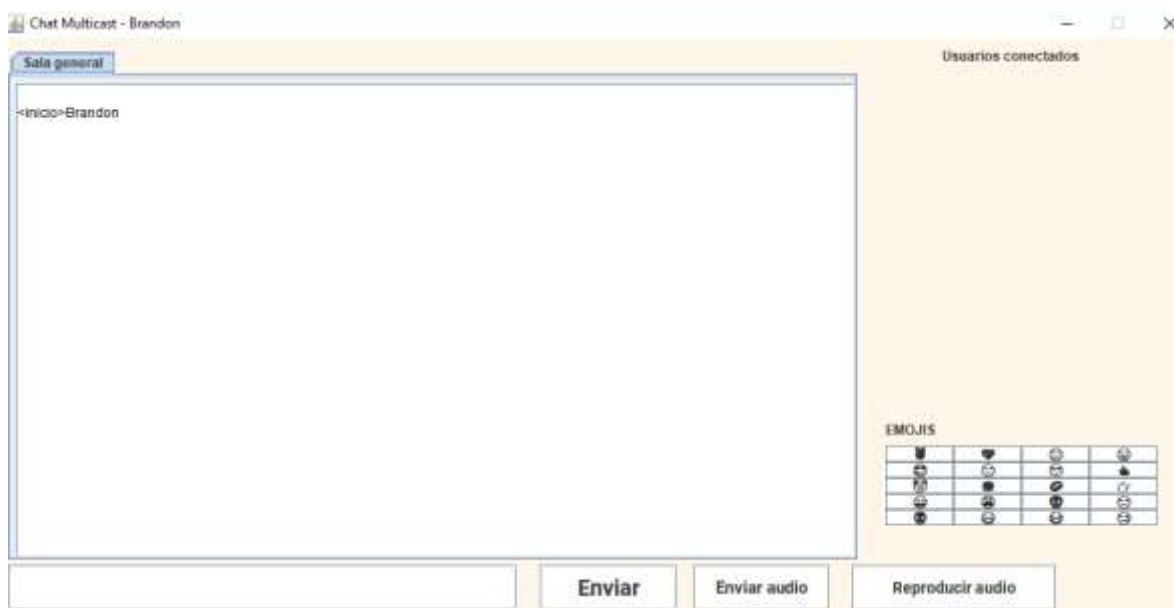 Chat Multicast - Brandon
Sala general
Usuarios conectados
<inicio>Brandon
EMOJIS
Enviar
Enviar audio
Reproducir audio